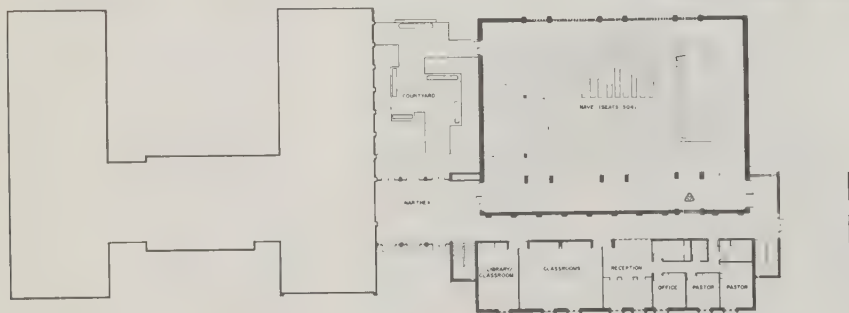 COURTYARD
NAVE (SEATS 504)
NARTHEX
LIBRARY/
CLASSROOM
CLASSROOMS
RECEPTION
OFFICE
PASTOR
PASTOR